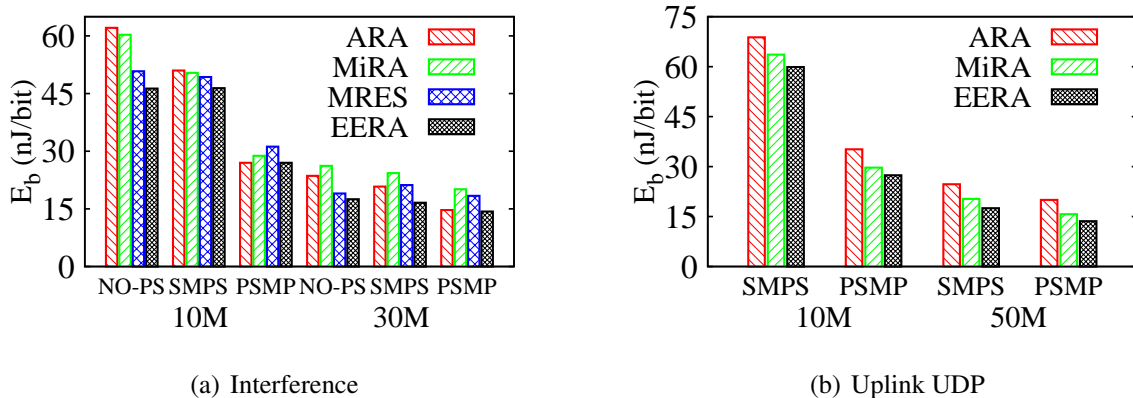 60
45
30
15
0
E_b (nJ/bit)
ARA
MiRA
MRES
EERA
NO-PS SMPS PSMP NO-PS SMPS PSMP
10M 30M
(a) Interference
75
60
45
30
15
0
E_b (nJ/bit)
ARA
MiRA
EERA
SMPS PSMP SMPS PSMP
10M 50M
(b) Uplink UDP